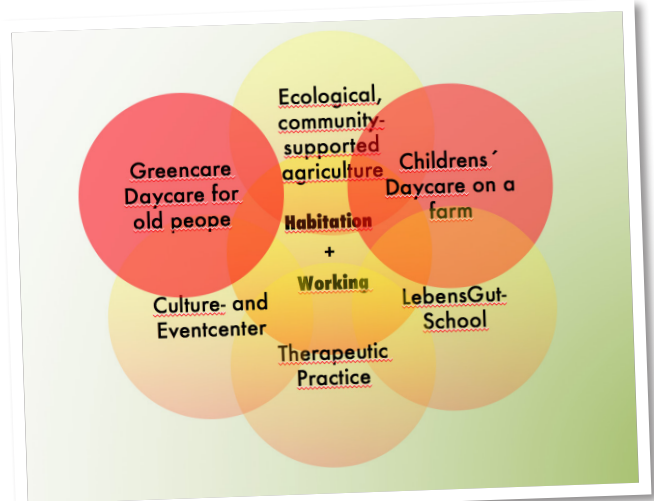 Ecological,
community-
supported
agriculture
Greencare
Daycare for
old peope
Childrens´
Daycare on a
farm
Habitation
+
Working
Culture- and
Eventcenter
LebensGut-
School
Therapeutic
Practice